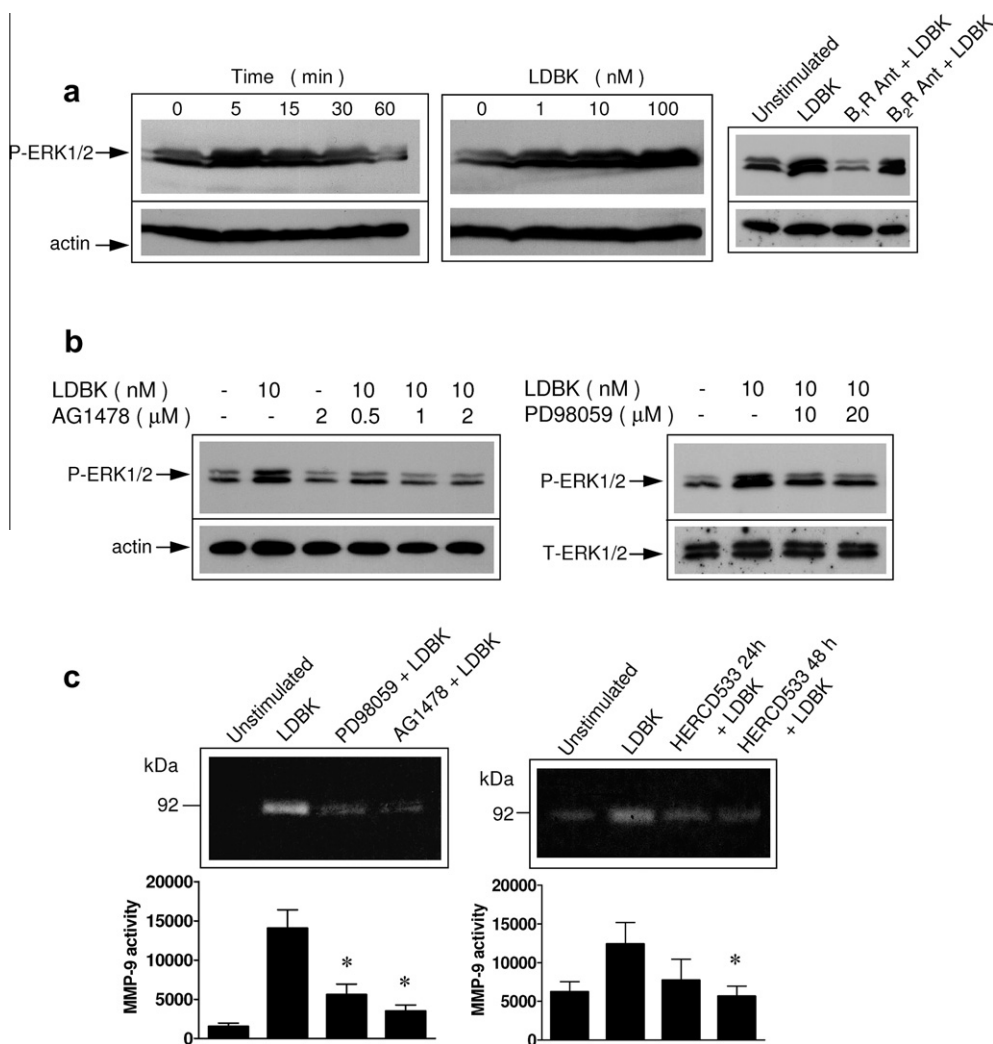 a
Time ( min )
0 5 15 30 60
P-ERK1/2
actin
LDBK ( nM )
0 1 10 100
Unstimulated
LDBK
B₁R Ant + LDBK
B₂R Ant + LDBK
b
LDBK ( nM ) - 10 - 10 10 10
AG1478 ( µM ) - - 2 0.5 1 2
P-ERK1/2
actin
LDBK ( nM ) - 10 10 10
PD98059 ( µM ) - - 10 20
P-ERK1/2
T-ERK1/2
c
Unstimulated
LDBK
PD98059 + LDBK
AG1478 + LDBK
kDa
92
MMP-9 activity
20000
15000
10000
5000
0
*
*
Unstimulated
LDBK
HERCD533 24h
+ LDBK
HERCD533 48 h
+ LDBK
kDa
92
MMP-9 activity
20000
15000
10000
5000
0
*